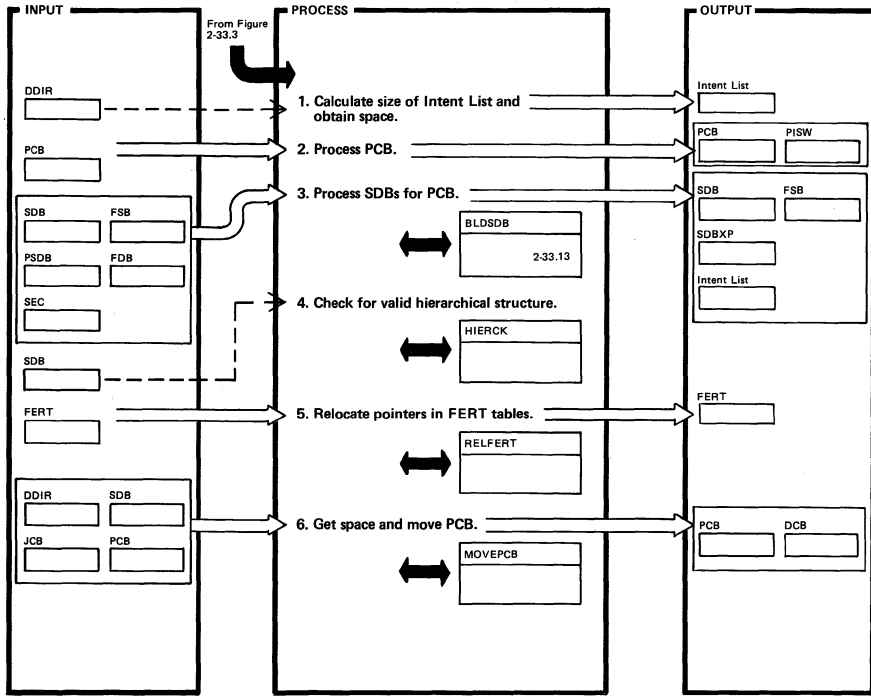 INPUT
PROCESS
OUTPUT
From Figure
2-33.3
DDIR
1. Calculate size of Intent List and
obtain space.
Intent List
PCB
2. Process PCB.
PCB PISW
SDB FSB
PSDB FDB
SEC
3. Process SDBs for PCB.
BLDSDB
2-33.13
SDB FSB
SDBXP
Intent List
SDB
4. Check for valid hierarchical structure.
HIERCK
FERT
5. Relocate pointers in FERT tables.
RELFERT
FERT
DDIR SDB
JCB PCB
6. Get space and move PCB.
MOVEPCB
PCB DCB